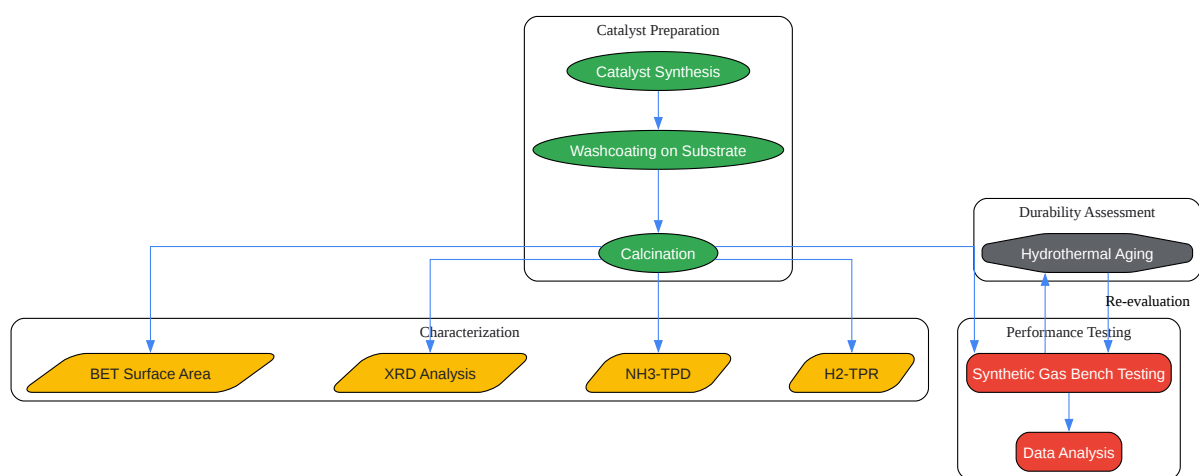 Catalyst Preparation
Catalyst Synthesis
Washcoating on Substrate
Calcination
Durability Assessment
Hydrothermal Aging
Re-evaluation
Characterization
BET Surface Area
XRD Analysis
NH3-TPD
H2-TPR
Performance Testing
Synthetic Gas Bench Testing
Data Analysis